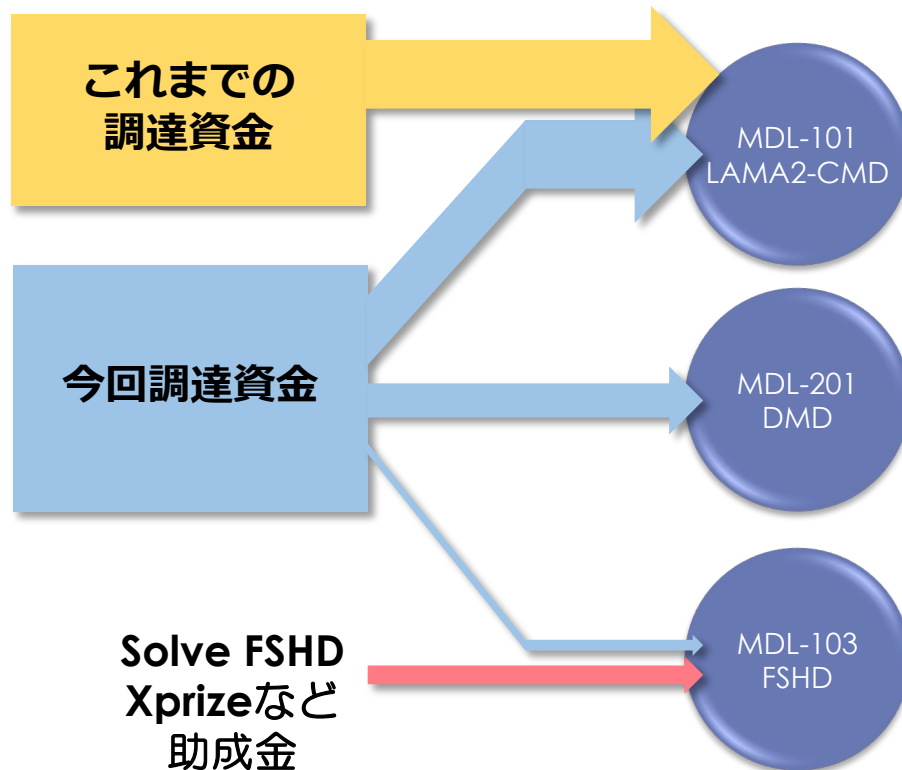 これまでの
調達資金
MDL-101
LAMA2-CMD
今回調達資金
MDL-201
DMD
Solve FSHD
Xprizeなど
助成金
MDL-103
FSHD